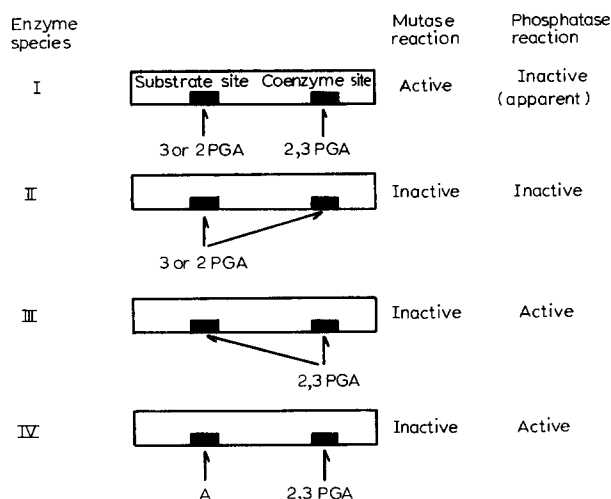 Enzyme species
Mutase reaction
Phosphatase reaction
I
Substrate site
Coenzyme site
Active
Inactive (apparent)
3 or 2 PGA
2,3 PGA
II
Inactive
Inactive
3 or 2 PGA
III
Inactive
Active
2,3 PGA
IV
Inactive
Active
A
2,3 PGA